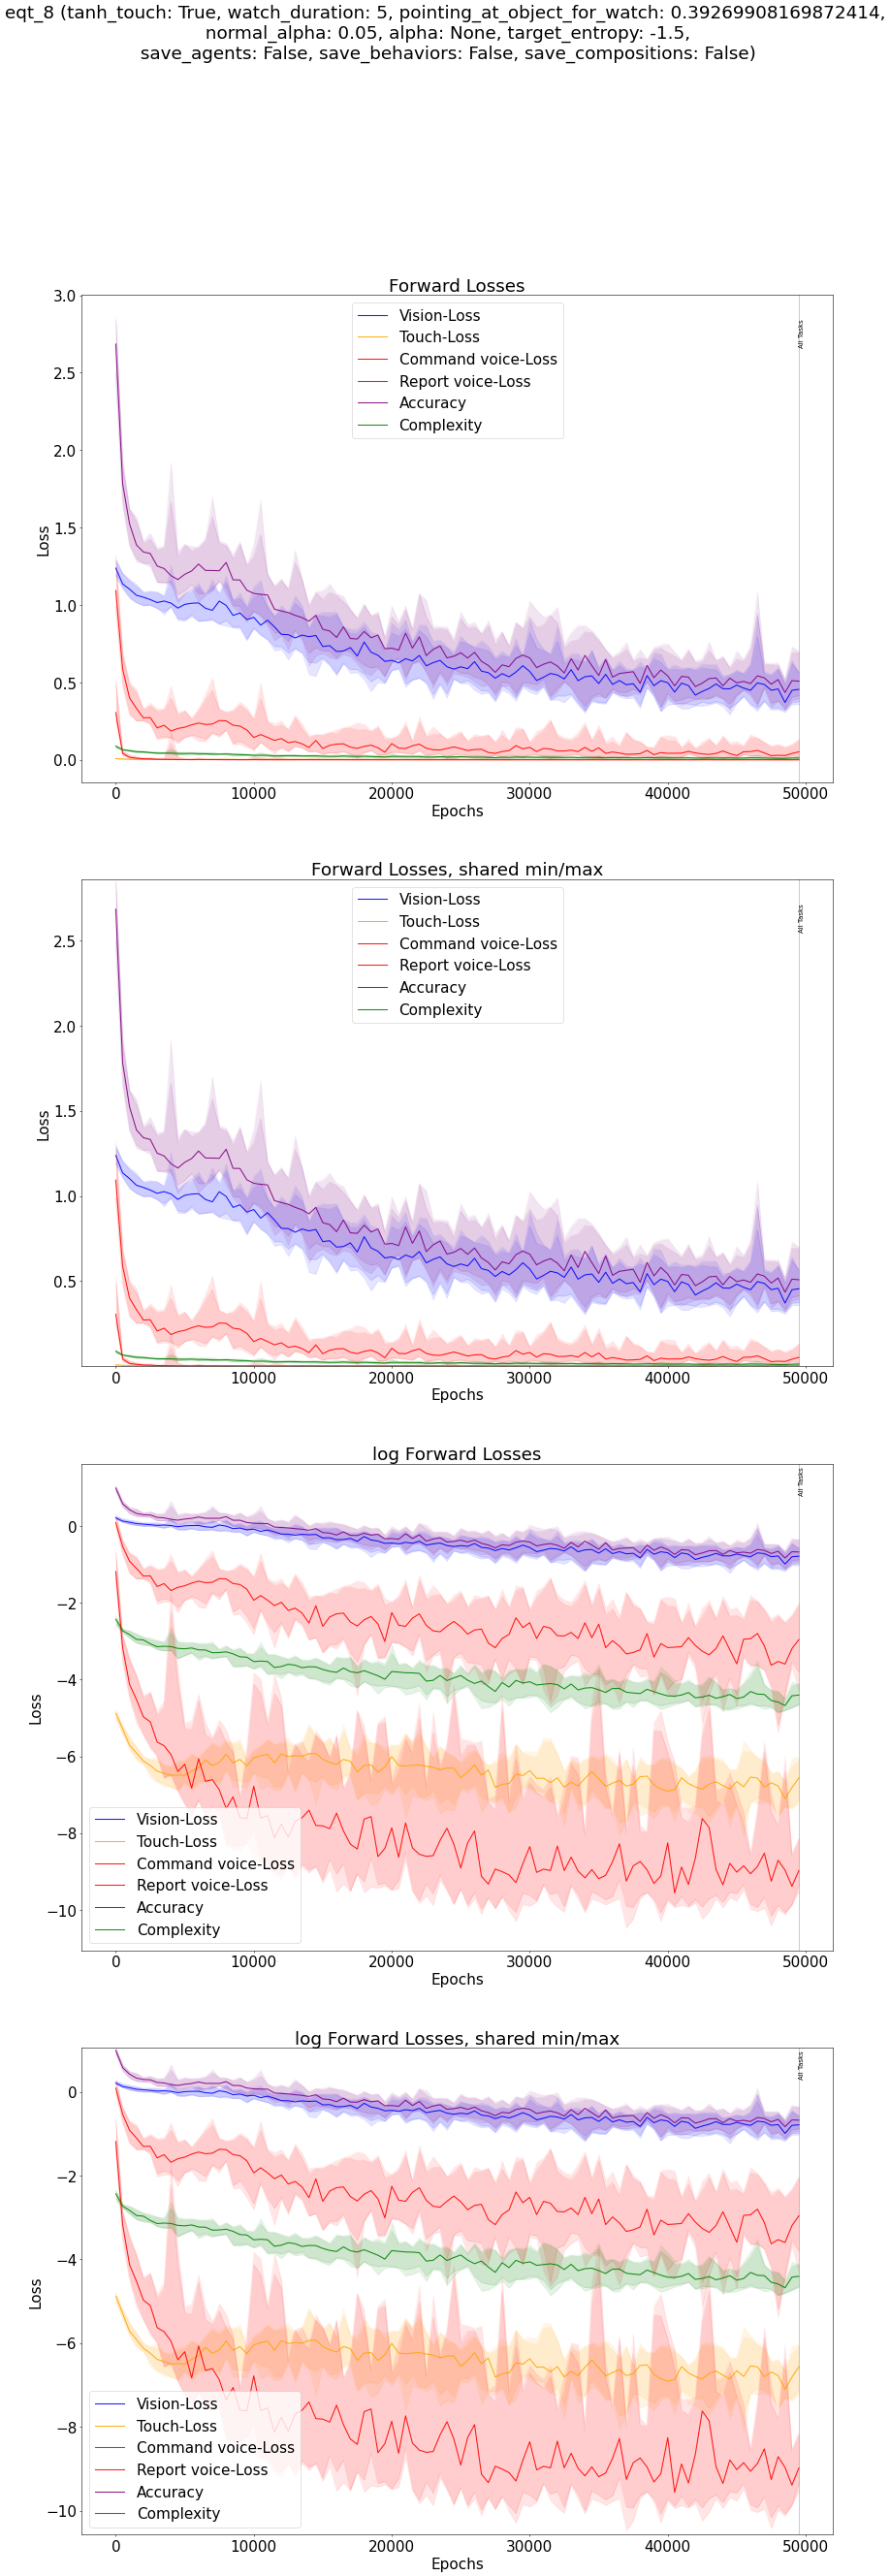 eqt_8 (tanh_touch: True, watch_duration: 5, pointing_at_object_for_watch: 0.39269908169872414,
normal_alpha: 0.05, alpha: None, target_entropy: -1.5,
save_agents: False, save_behaviors: False, save_compositions: False)
Forward Losses
3.0
2.5
2.0
1.5
1.0
0.5
0.0
Loss
Vision-Loss
Touch-Loss
Command voice-Loss
Report voice-Loss
Accuracy
Complexity
All Tasks
0 10000 20000 30000 40000 50000
Epochs
Forward Losses, shared min/max
2.5
2.0
1.5
1.0
0.5
Loss
Vision-Loss
Touch-Loss
Command voice-Loss
Report voice-Loss
Accuracy
Complexity
All Tasks
0 10000 20000 30000 40000 50000
Epochs
log Forward Losses
0
−2
−4
−6
−8
−10
Loss
All Tasks
Vision-Loss
Touch-Loss
Command voice-Loss
Report voice-Loss
Accuracy
Complexity
0 10000 20000 30000 40000 50000
Epochs
log Forward Losses, shared min/max
0
−2
−4
−6
−8
−10
Loss
All Tasks
Vision-Loss
Touch-Loss
Command voice-Loss
Report voice-Loss
Accuracy
Complexity
0 10000 20000 30000 40000 50000
Epochs